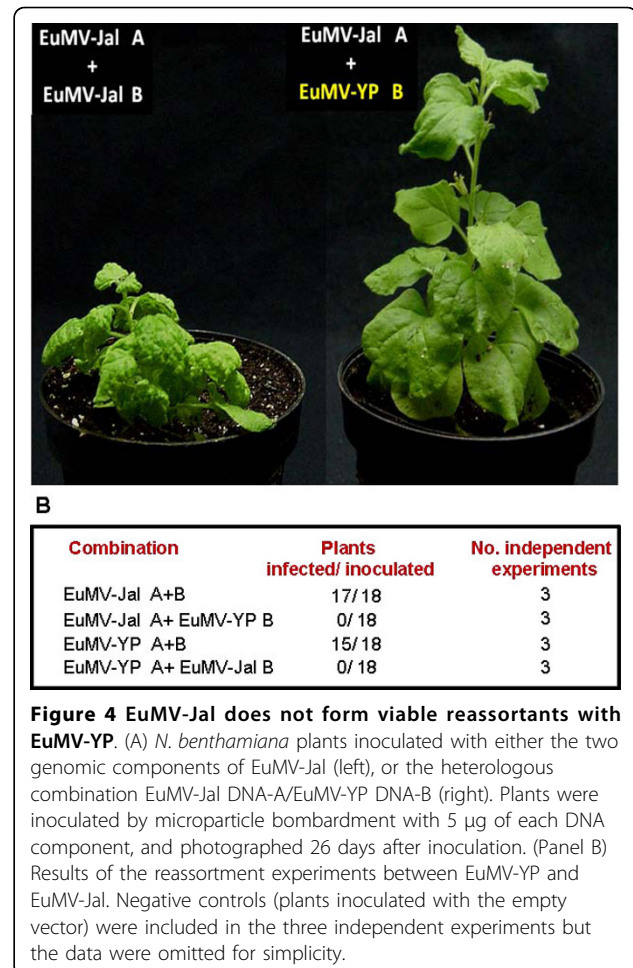 EuMV-Jal A
+
EuMV-Jal B
EuMV-Jal A
+
EuMV-YP B
B
Combination Plants infected/ inoculated No. independent experiments
EuMV-Jal A+B 17/ 18 3
EuMV-Jal A+ EuMV-YP B 0/ 18 3
EuMV-YP A+B 15/ 18 3
EuMV-YP A+ EuMV-Jal B 0/ 18 3
Figure 4 EuMV-Jal does not form viable reassortants with
EuMV-YP. (A) N. benthamiana plants inoculated with either the two
genomic components of EuMV-Jal (left), or the heterologous
combination EuMV-Jal DNA-A/EuMV-YP DNA-B (right). Plants were
inoculated by microparticle bombardment with 5 μg of each DNA
component, and photographed 26 days after inoculation. (Panel B)
Results of the reassortment experiments between EuMV-YP and
EuMV-Jal. Negative controls (plants inoculated with the empty
vector) were included in the three independent experiments but
the data were omitted for simplicity.